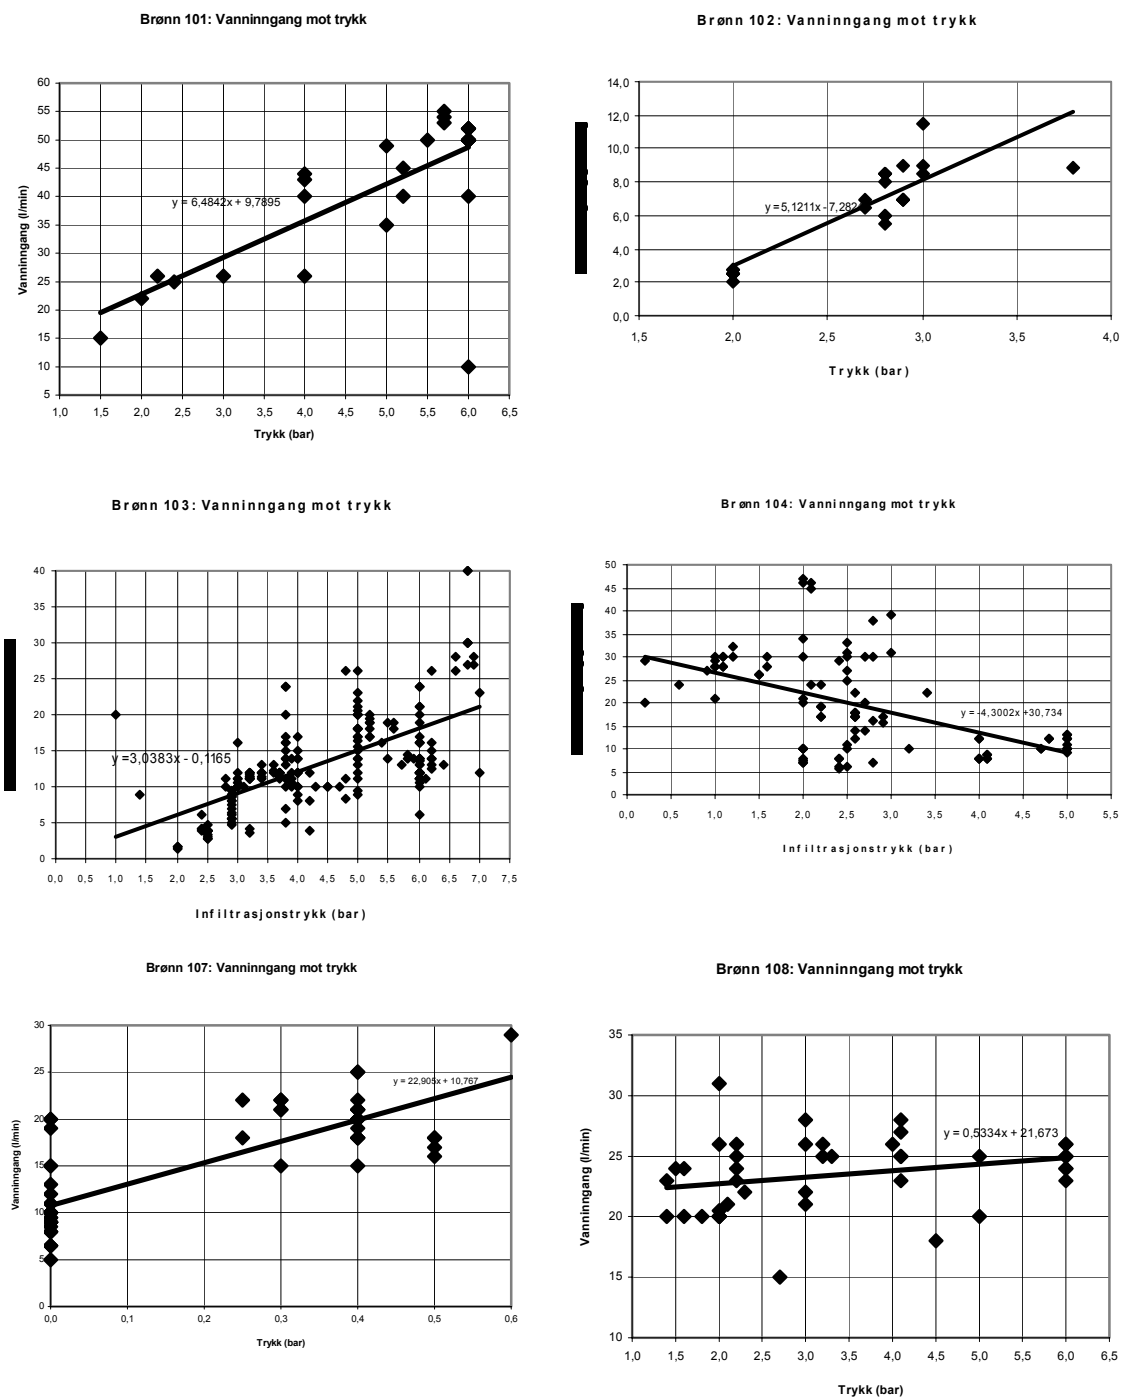 Brønn 101: Vanninngang mot trykk
60
55
50
45
40
35
30
25
20
15
10
5
Vanninngang (l/min)
y = 6,4842x + 9,7895
1,0 1,5 2,0 2,5 3,0 3,5 4,0 4,5 5,0 5,5 6,0 6,5
Trykk (bar)
Brønn 102: Vanninngang mot trykk
14,0
12,0
10,0
8,0
6,0
4,0
2,0
0,0
y = 5,1211x - 7,282
1,5 2,0 2,5 3,0 3,5 4,0
Trykk (bar)
Brønn 103: Vanninngang mot trykk
40
35
30
25
20
15
10
5
0
y =3,0383x - 0,1165
0,0 0,5 1,0 1,5 2,0 2,5 3,0 3,5 4,0 4,5 5,0 5,5 6,0 6,5 7,0 7,5
Infiltrasjonstrykk (bar)
Brønn 104: Vanninngang mot trykk
50
45
40
35
30
25
20
15
10
5
0
y = -4,3002x +30,734
0,0 0,5 1,0 1,5 2,0 2,5 3,0 3,5 4,0 4,5 5,0 5,5
Infiltrasjonstrykk (bar)
Brønn 107: Vanninngang mot trykk
30
25
20
15
10
5
0
Vanninngang (l/min)
y = 22,905x + 10,767
0,0 0,1 0,2 0,3 0,4 0,5 0,6
Trykk (bar)
Brønn 108: Vanninngang mot trykk
35
30
25
20
15
10
Vanninngang (l/min)
y = 0,5334x + 21,673
1,0 1,5 2,0 2,5 3,0 3,5 4,0 4,5 5,0 5,5 6,0 6,5
Trykk (bar)